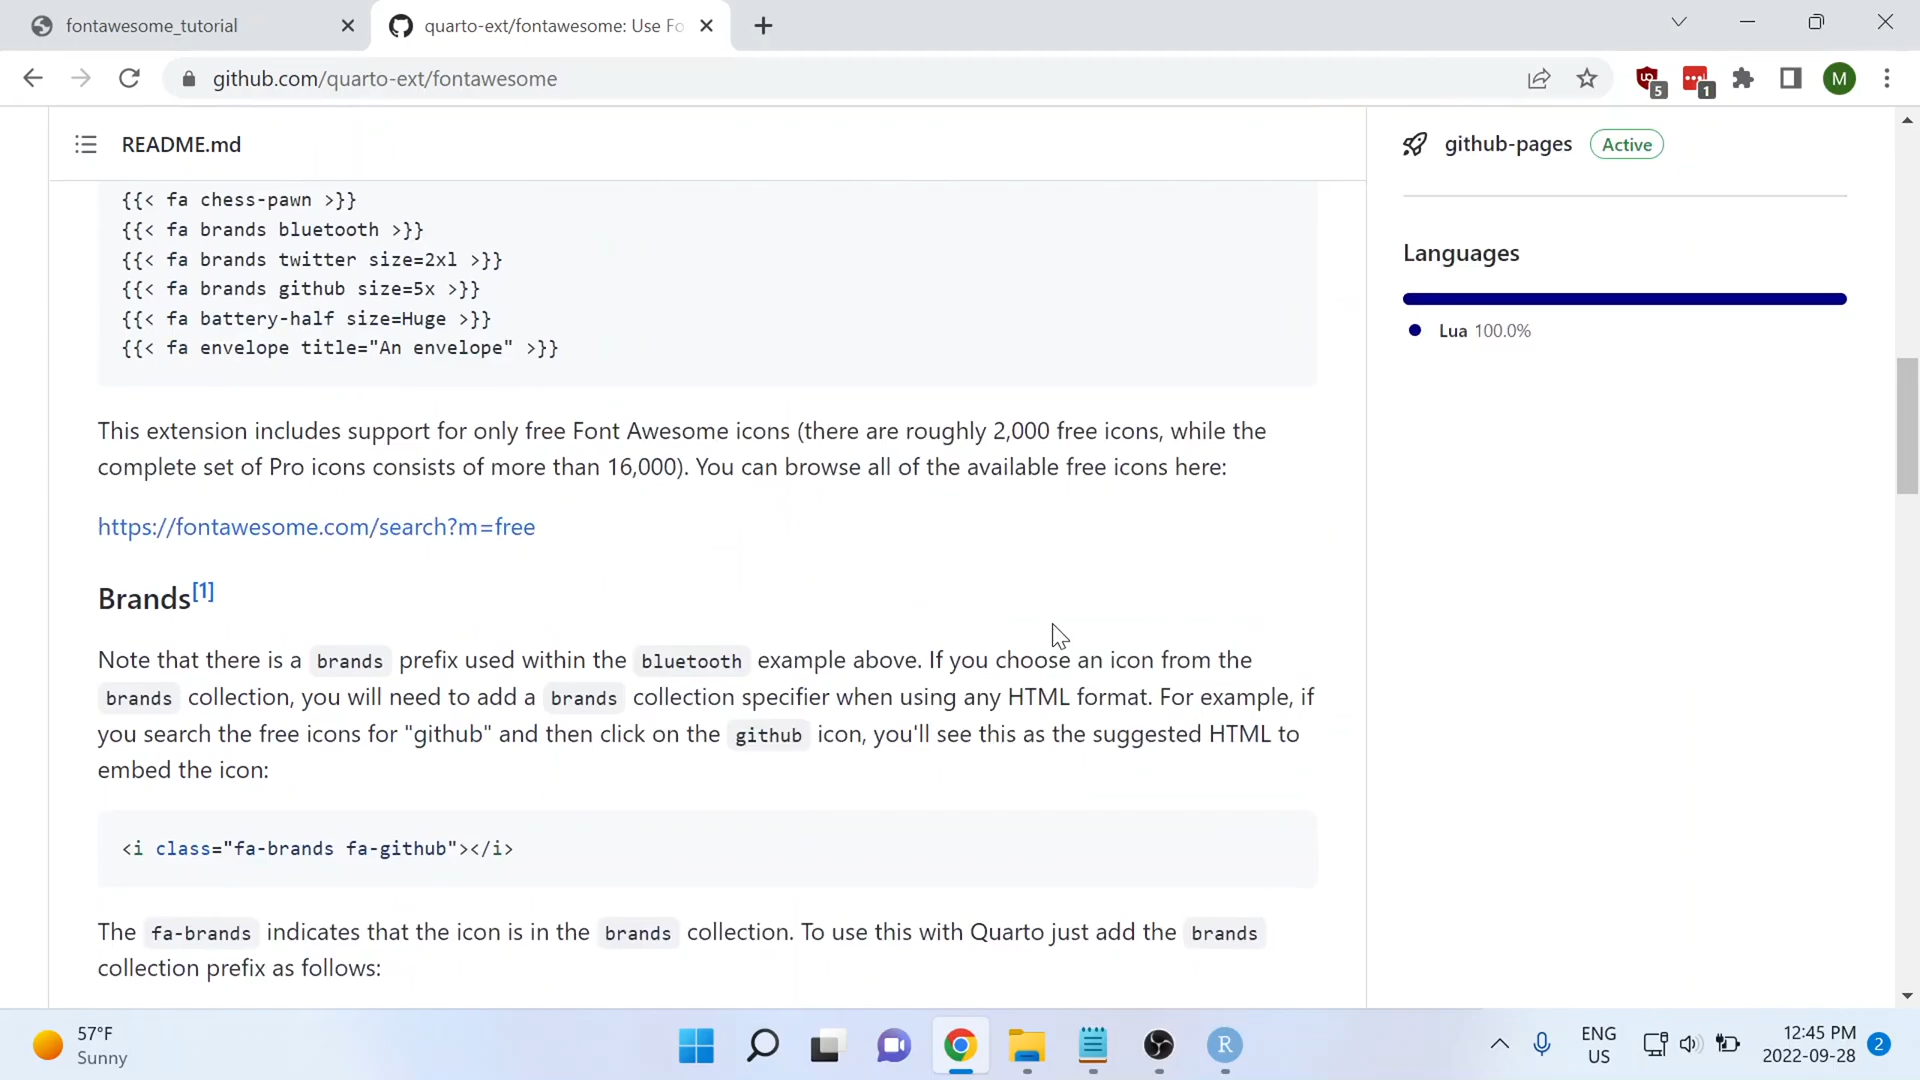 fontawesome_tutorial
quarto-ext/fontawesome: Use Fo
github.com/quarto-ext/fontawesome
5
1
M
README.md
github-pages
Active
{{< fa chess-pawn >}}
{{< fa brands bluetooth >}}
{{< fa brands twitter size=2xl >}}
{{< fa brands github size=5x >}}
{{< fa battery-half size=Huge >}}
{{< fa envelope title="An envelope" >}}
Languages
Lua 100.0%
This extension includes support for only free Font Awesome icons (there are roughly 2,000 free icons, while the
complete set of Pro icons consists of more than 16,000). You can browse all of the available free icons here:
https://fontawesome.com/search?m=free
Brands[1]
Note that there is a brands prefix used within the bluetooth example above. If you choose an icon from the
brands collection, you will need to add a brands collection specifier when using any HTML format. For example, if
you search the free icons for "github" and then click on the github icon, you'll see this as the suggested HTML to
embed the icon:
<i class="fa-brands fa-github"></i>
The fa-brands indicates that the icon is in the brands collection. To use this with Quarto just add the brands
collection prefix as follows:
57°F
Sunny
R
ENG
US
12:45 PM
2022-09-28
2